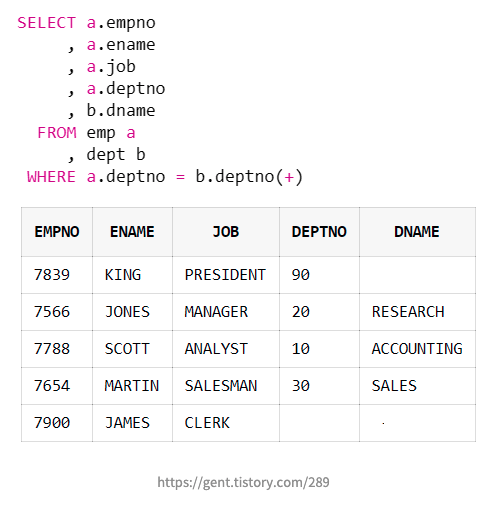 SELECT a.empno
, a.ename
, a.job
, a.deptno
, b.dname
FROM emp a
, dept b
WHERE a.deptno = b.deptno(+)
EMPNO ENAME JOB DEPTNO DNAME
7839 KING PRESIDENT 90
7566 JONES MANAGER 20 RESEARCH
7788 SCOTT ANALYST 10 ACCOUNTING
7654 MARTIN SALESMAN 30 SALES
7900 JAMES CLERK .
https://gent.tistory.com/289